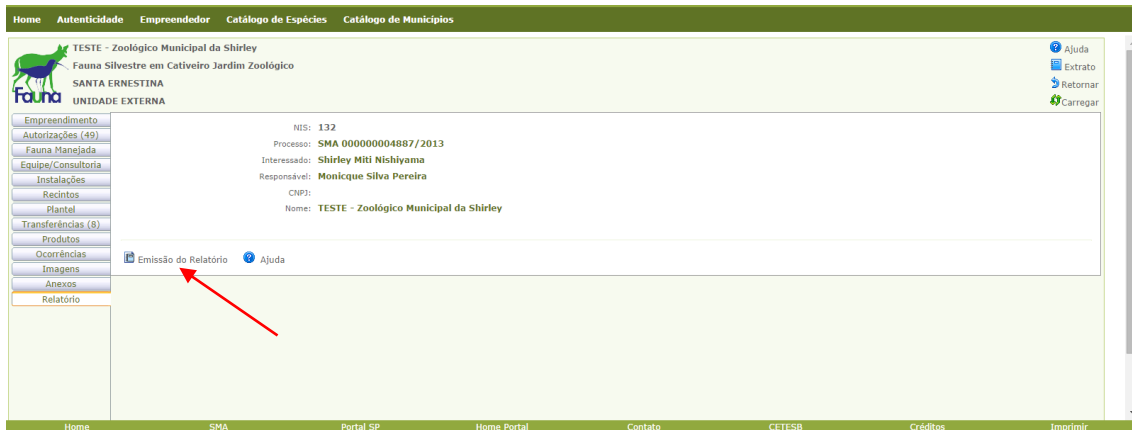 Home Autenticidade Empreendedor Catálogo de Espécies Catálogo de Municípios
TESTE - Zoológico Municipal da Shirley
Fauna Silvestre em Cativeiro Jardim Zoológico
SANTA ERNESTINA
UNIDADE EXTERNA
Fauna
Ajuda
Extrato
Retornar
Carregar
Empreendimento
Autorizações (49)
Fauna Manejada
Equipe/Consultoria
Instalações
Recintos
Plantel
Transferências (8)
Produtos
Ocorrências
Imagens
Anexos
Relatório
NIS: 132
Processo: SMA 000000004887/2013
Interessado: Shirley Miti Nishiyama
Responsável: Monicque Silva Pereira
CNPJ:
Nome: TESTE - Zoológico Municipal da Shirley
Emissão do Relatório Ajuda
Home SMA Portal SP Home Portal Contato CETESB Créditos Imprimir